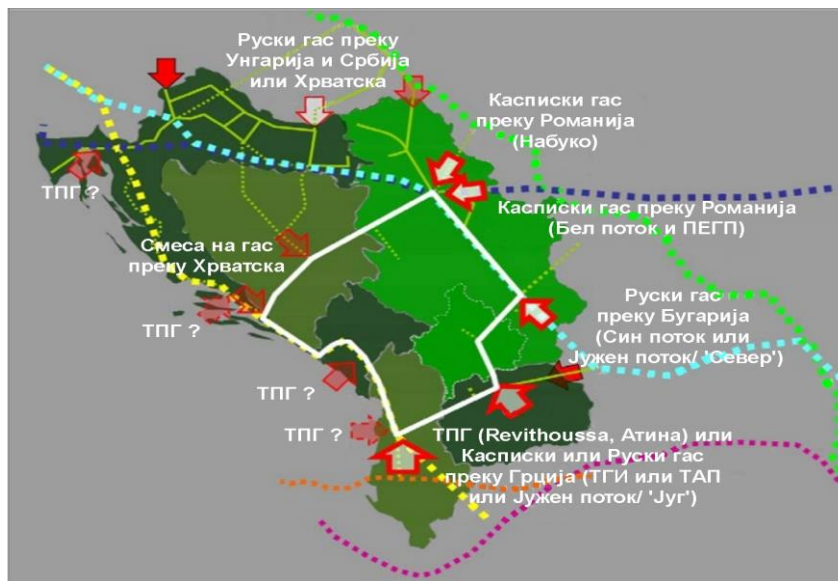 Руски гас преку
Унгарија и Србија
или Хрватска
Касписки гас
преку Романија
(Набуко)
ТПГ ?
Касписки гас преку Романија
(Бел поток и ПЕГП)
Смеса на гас
преку Хрватска
Руски гас
преку Бугарија
(Син поток или
Јужен поток/ 'Север')
ТПГ ?
ТПГ ?
ТПГ ?
ТПГ (Revithoussa, Атина) или
Касписки или Руски гас
преку Грција (ТГИ или ТАП
или Јужен поток/ 'Југ')